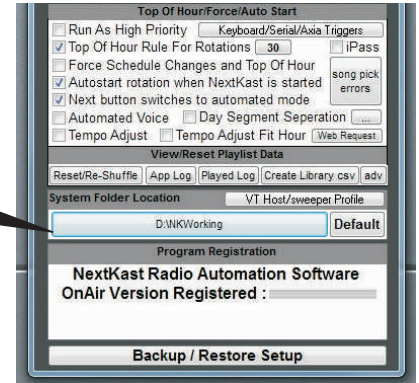 Top Of Hour/Force/Auto Start
Run As High Priority Keyboard/Serial/Axia Triggers
Top Of Hour Rule For Rotations 30 iPass
Force Schedule Changes and Top Of Hour
song pick errors
Autostart rotation when NextKast is started
Next button switches to automated mode
Automated Voice Day Segment Seperation ...
Tempo Adjust Tempo Adjust Fit Hour Web Request
View/Reset Playlist Data
Reset/Re-Shuffle App Log Played Log Create Library csv adv
System Folder Location VT Host/sweeper Profile
D:\NKWorking Default
Program Registration
NextKast Radio Automation Software
OnAir Version Registered :
Backup / Restore Setup